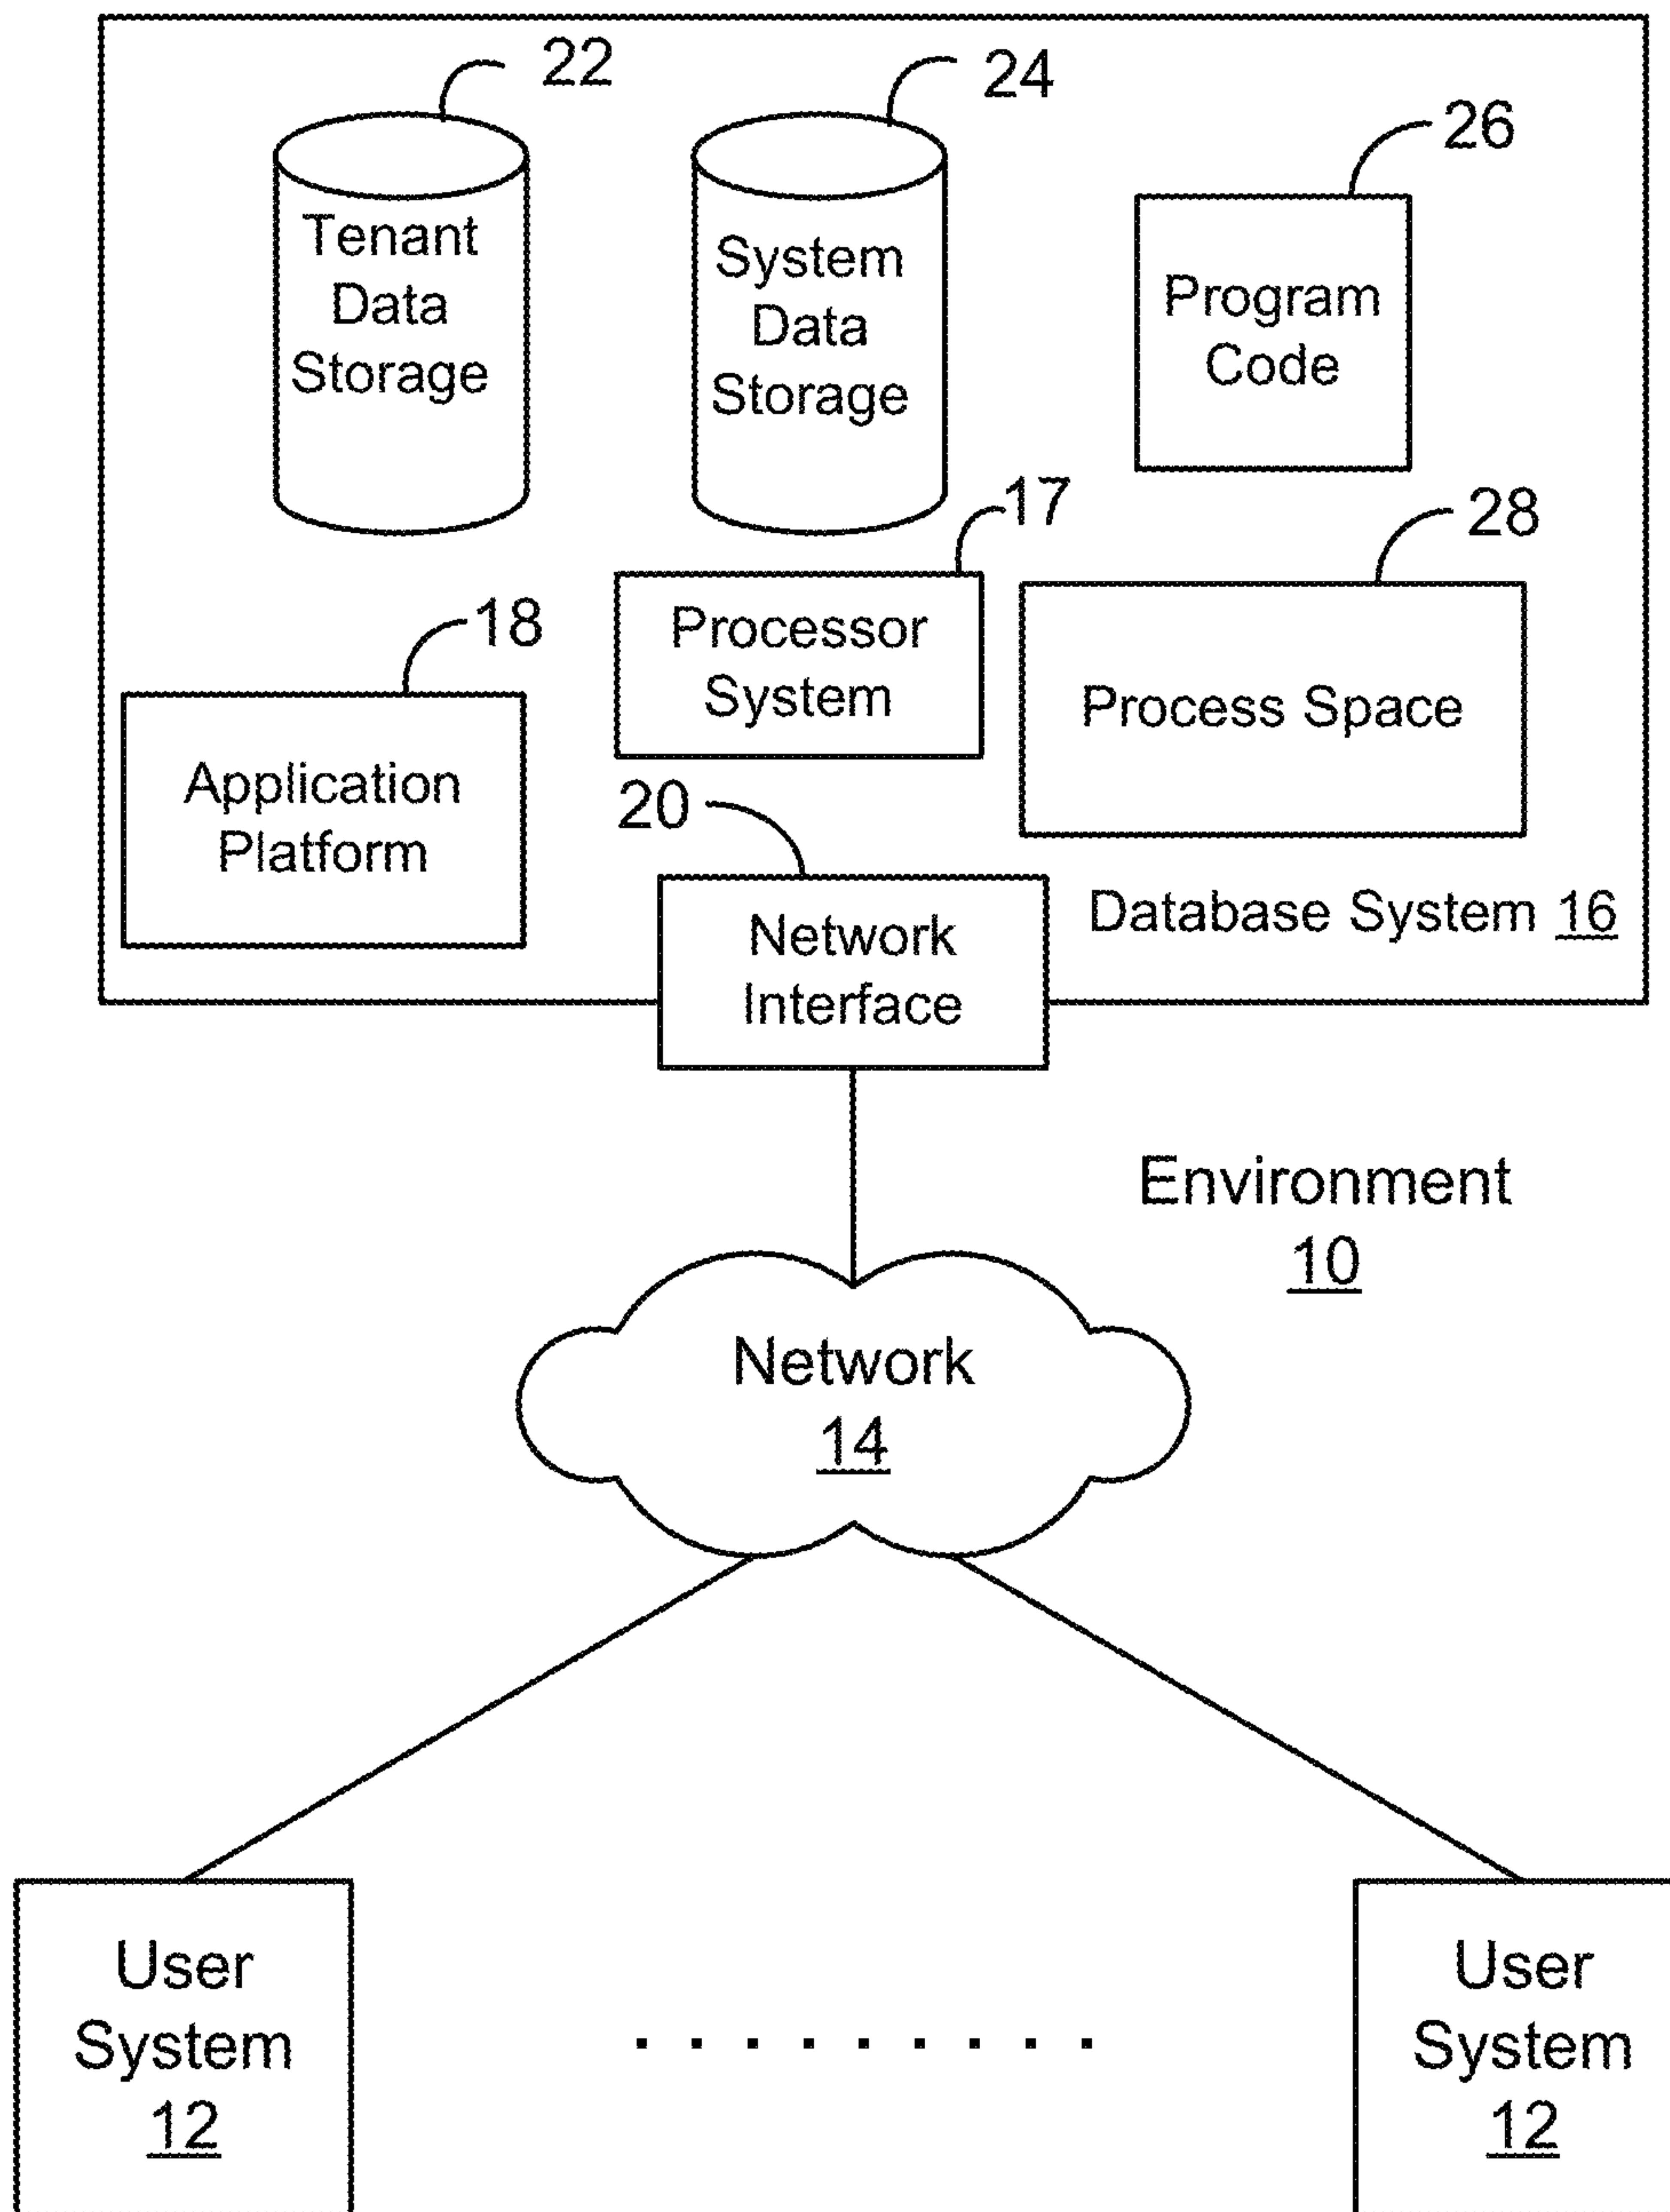 22
24
26
Tenant
Data
Storage
System
Data
Storage
Program
Code
17
28
18
Processor
System
Process Space
Application
Platform
20
Network
Interface
Database System 16
Environment
10
Network
14
User
System
12
User
System
12